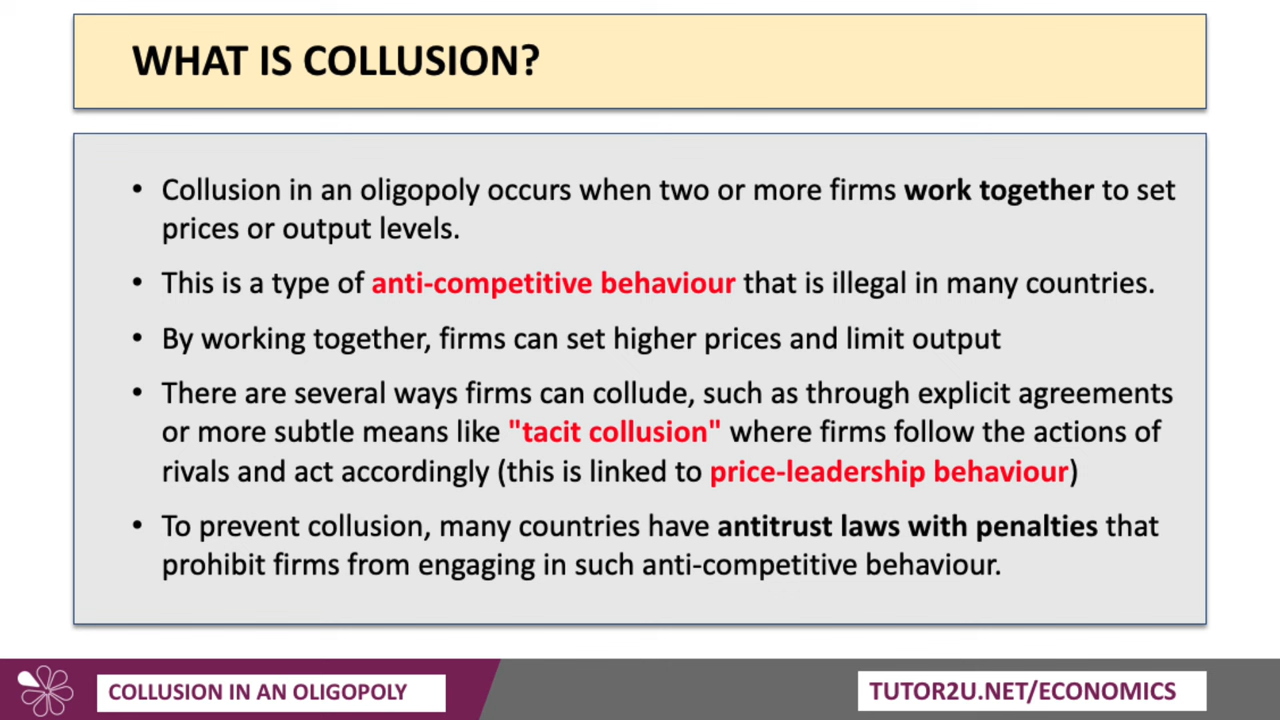 WHAT IS COLLUSION?
• Collusion in an oligopoly occurs when two or more firms work together to set
prices or output levels.
• This is a type of anti-competitive behaviour that is illegal in many countries.
• By working together, firms can set higher prices and limit output
• There are several ways firms can collude, such as through explicit agreements
or more subtle means like "tacit collusion" where firms follow the actions of
rivals and act accordingly (this is linked to price-leadership behaviour)
• To prevent collusion, many countries have antitrust laws with penalties that
prohibit firms from engaging in such anti-competitive behaviour.
COLLUSION IN AN OLIGOPOLY
TUTOR2U.NET/ECONOMICS